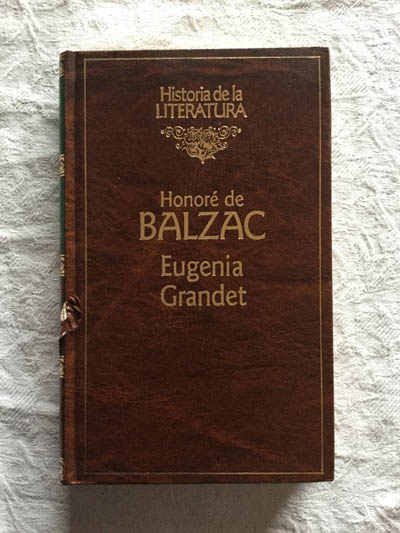 Historia de la
LITERATURA
Honoré de
BALZAC
Eugenia
Grandet